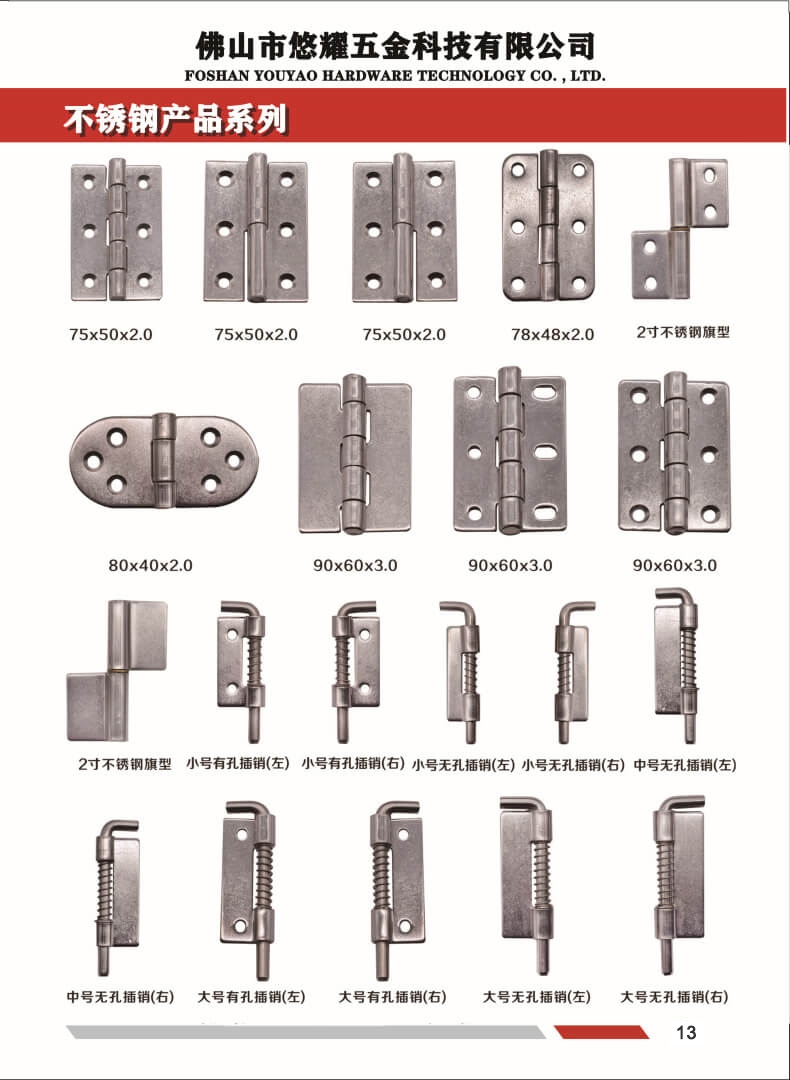 佛山市悠耀五金科技有限公司
FOSHAN YOUYAO HARDWARE TECHNOLOGY CO. , LTD.
不锈钢产品系列
75x50x2.0 75x50x2.0 75x50x2.0 78x48x2.0 2寸不锈钢旗型
80x40x2.0 90x60x3.0 90x60x3.0 90x60x3.0
2寸不锈钢旗型 小号有孔插销(左) 小号有孔插销(右) 小号无孔插销(左) 小号无孔插销(右) 中号无孔插销(左)
中号无孔插销(右) 大号有孔插销(左) 大号有孔插销(右) 大号无孔插销(左) 大号无孔插销(右)
13